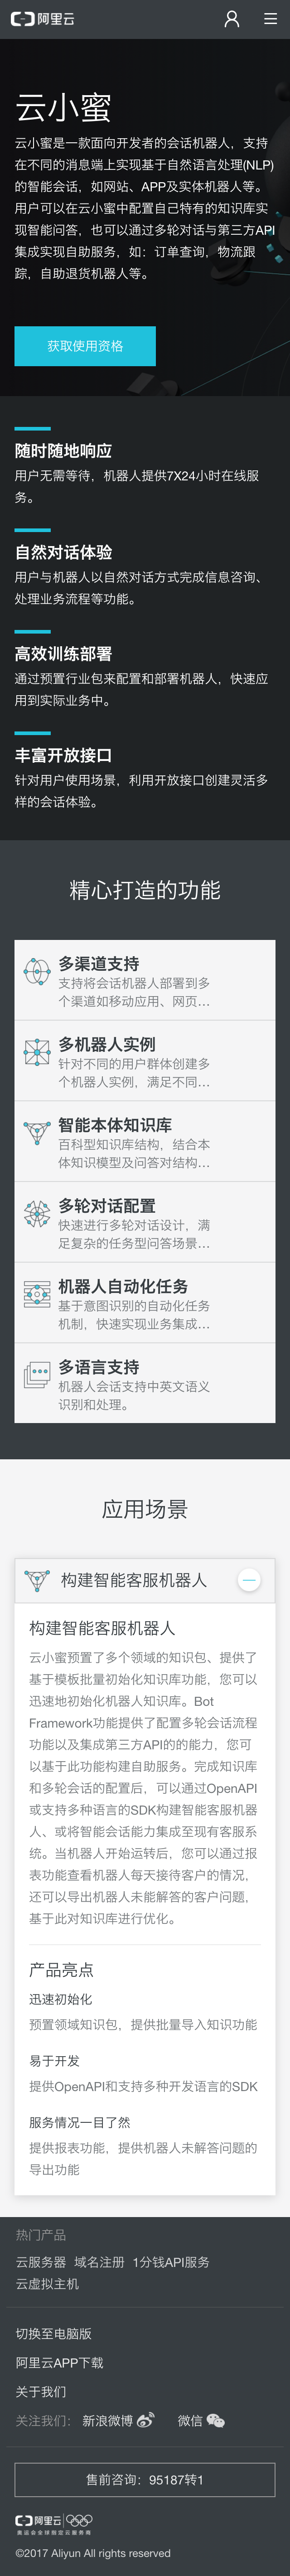 阿里云
云小蜜
云小蜜是一款面向开发者的会话机器人，支持
在不同的消息端上实现基于自然语言处理(NLP)
的智能会话，如网站、APP及实体机器人等。
用户可以在云小蜜中配置自己特有的知识库实
现智能问答，也可以通过多轮对话与第三方API
集成实现自助服务，如：订单查询，物流跟
踪，自助退货机器人等。
获取使用资格
随时随地响应
用户无需等待，机器人提供7X24小时在线服
务。
自然对话体验
用户与机器人以自然对话方式完成信息咨询、
处理业务流程等功能。
高效训练部署
通过预置行业包来配置和部署机器人，快速应
用到实际业务中。
丰富开放接口
针对用户使用场景，利用开放接口创建灵活多
样的会话体验。
精心打造的功能
多渠道支持
支持将会话机器人部署到多
个渠道如移动应用、网页...
多机器人实例
针对不同的用户群体创建多
个机器人实例，满足不同...
智能本体知识库
百科型知识库结构，结合本
体知识模型及问答对结构...
多轮对话配置
快速进行多轮对话设计，满
足复杂的任务型问答场景...
机器人自动化任务
基于意图识别的自动化任务
机制，快速实现业务集成...
多语言支持
机器人会话支持中英文语义
识别和处理。
应用场景
构建智能客服机器人
构建智能客服机器人
云小蜜预置了多个领域的知识包、提供了
基于模板批量初始化知识库功能，您可以
迅速地初始化机器人知识库。Bot
Framework功能提供了配置多轮会话流程
功能以及集成第三方API的的能力，您可
以基于此功能构建自助服务。完成知识库
和多轮会话的配置后，可以通过OpenAPI
或支持多种语言的SDK构建智能客服机器
人、或将智能会话能力集成至现有客服系
统。当机器人开始运转后，您可以通过报
表功能查看机器人每天接待客户的情况，
还可以导出机器人未能解答的客户问题，
基于此对知识库进行优化。
产品亮点
迅速初始化
预置领域知识包，提供批量导入知识功能
易于开发
提供OpenAPI和支持多种开发语言的SDK
服务情况一目了然
提供报表功能，提供机器人未解答问题的
导出功能
热门产品
云服务器 域名注册 1分钱API服务
云虚拟主机
切换至电脑版
阿里云APP下载
关于我们
关注我们： 新浪微博 微信
售前咨询：95187转1
阿里云
奥运会全球指定云服务商
©2017 Aliyun All rights reserved